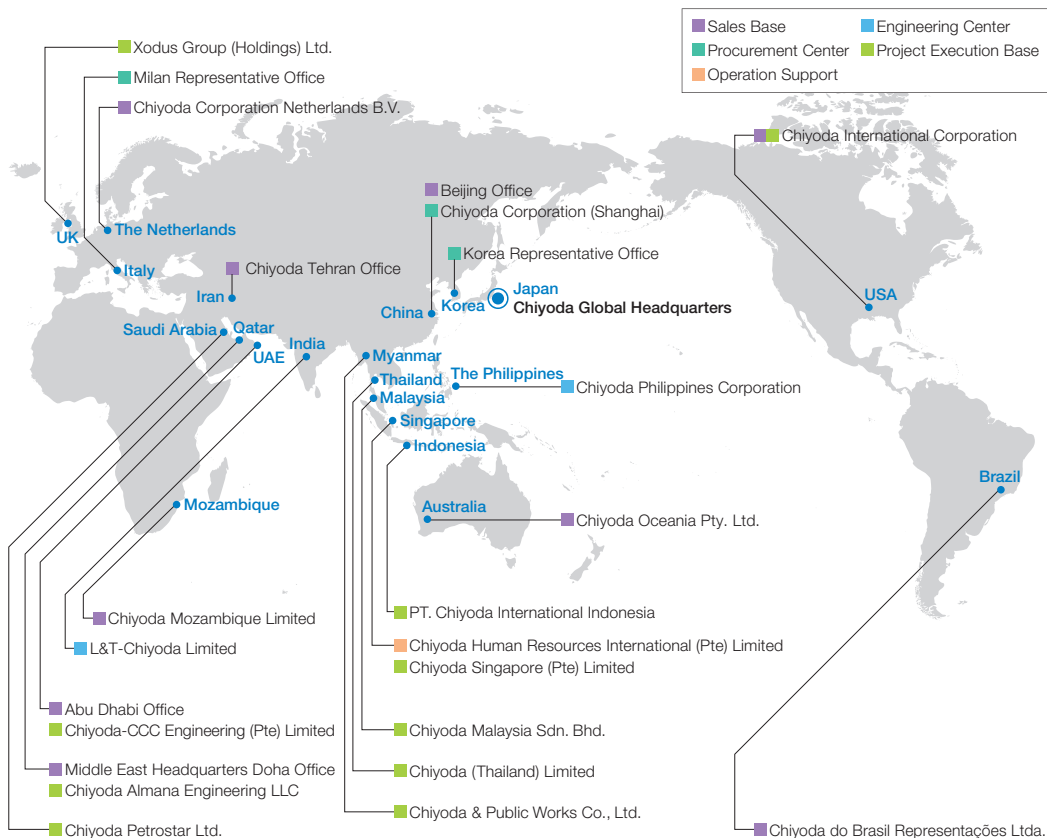 Sales Base
Engineering Center
Procurement Center
Project Execution Base
Operation Support
Xodus Group (Holdings) Ltd.
Milan Representative Office
Chiyoda Corporation Netherlands B.V.
Chiyoda International Corporation
Beijing Office
Chiyoda Corporation (Shanghai)
Korea Representative Office
Chiyoda Tehran Office
UK
The Netherlands
Italy
Iran
Saudi Arabia
Qatar
UAE
India
China
Korea
Japan
Chiyoda Global Headquarters
USA
Myanmar
Thailand
Malaysia
The Philippines
Chiyoda Philippines Corporation
Singapore
Indonesia
Mozambique
Australia
Chiyoda Oceania Pty. Ltd.
Brazil
Chiyoda Mozambique Limited
L&T-Chiyoda Limited
PT. Chiyoda International Indonesia
Chiyoda Human Resources International (Pte) Limited
Chiyoda Singapore (Pte) Limited
Abu Dhabi Office
Chiyoda-CCC Engineering (Pte) Limited
Chiyoda Malaysia Sdn. Bhd.
Middle East Headquarters Doha Office
Chiyoda Almana Engineering LLC
Chiyoda (Thailand) Limited
Chiyoda & Public Works Co., Ltd.
Chiyoda Petrostar Ltd.
Chiyoda do Brasil Representações Ltda.